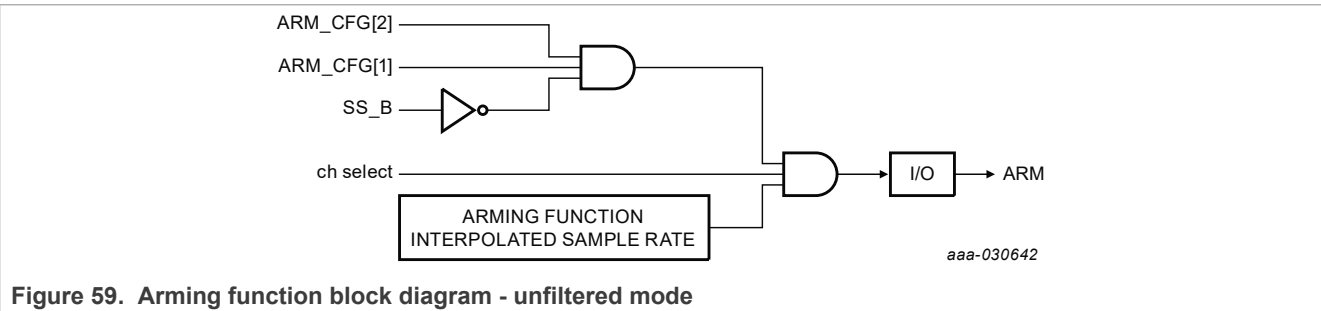 ARM_CFG[2]
ARM_CFG[1]
SS_B
ch select
I/O
ARM
ARMING FUNCTION
INTERPOLATED SAMPLE RATE
aaa-030642
Figure 59. Arming function block diagram - unfiltered mode